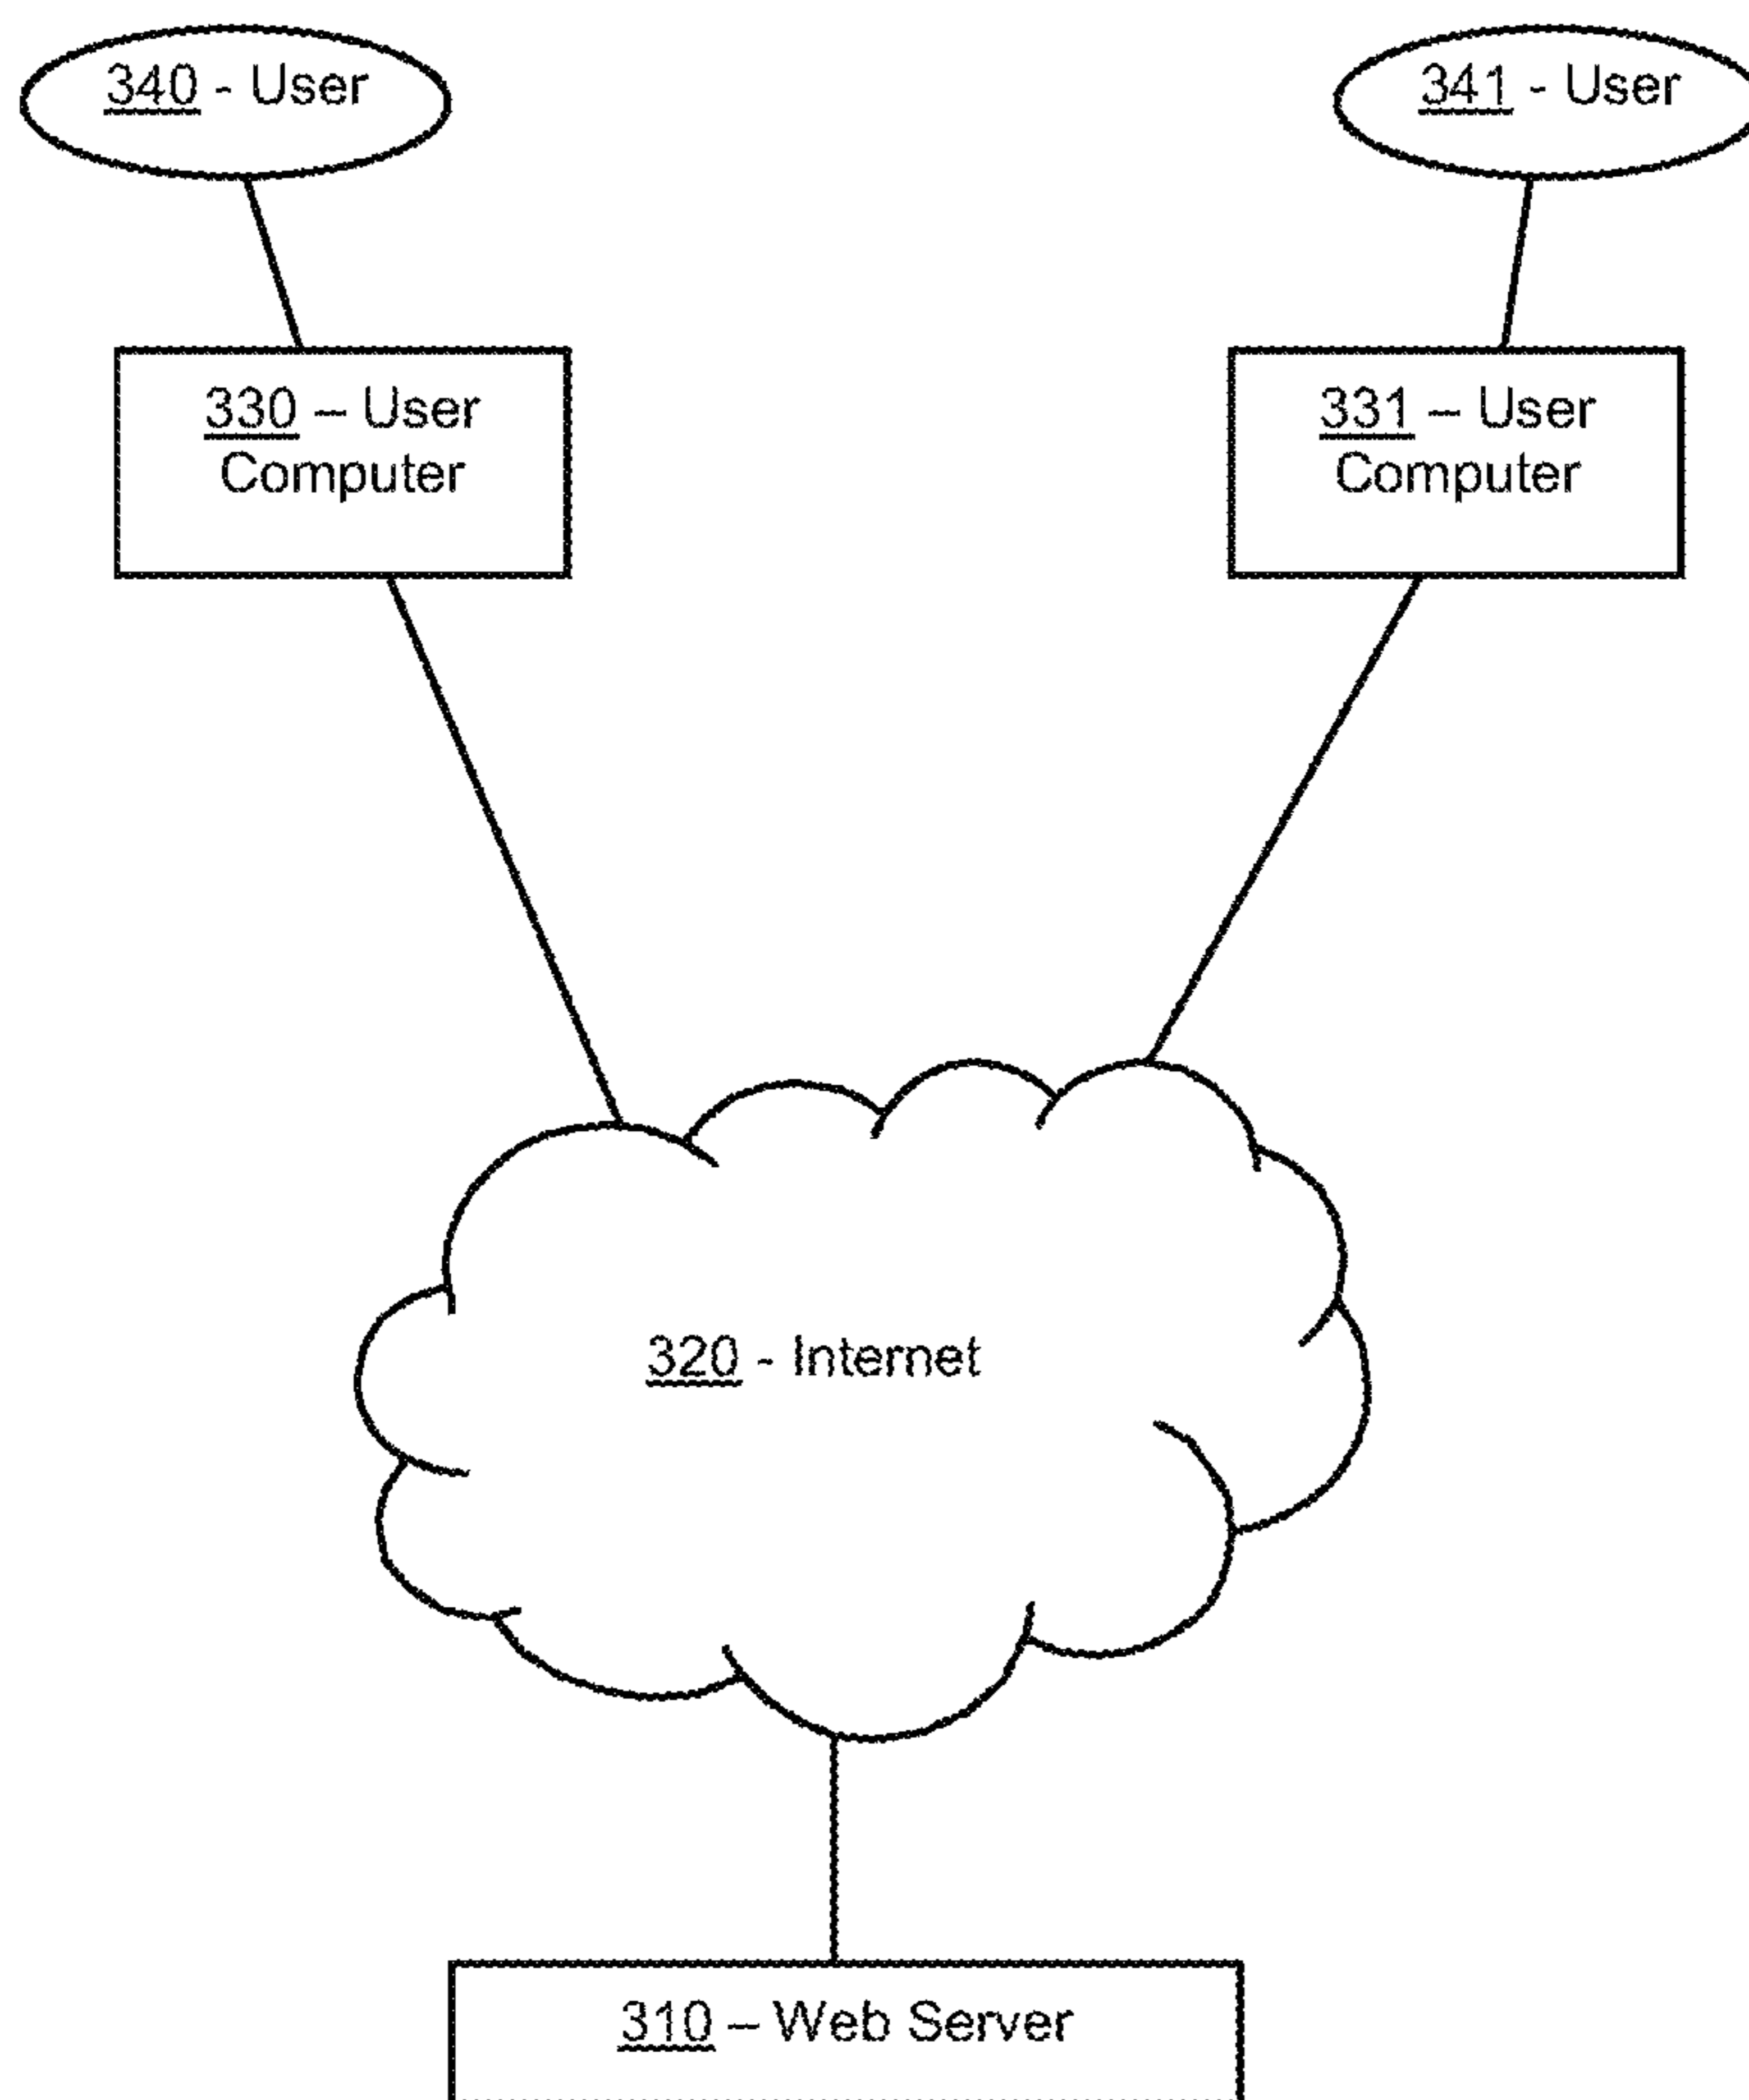 340 - User
341 - User
330 – User
Computer
331 – User
Computer
320 - Internet
310 – Web Server